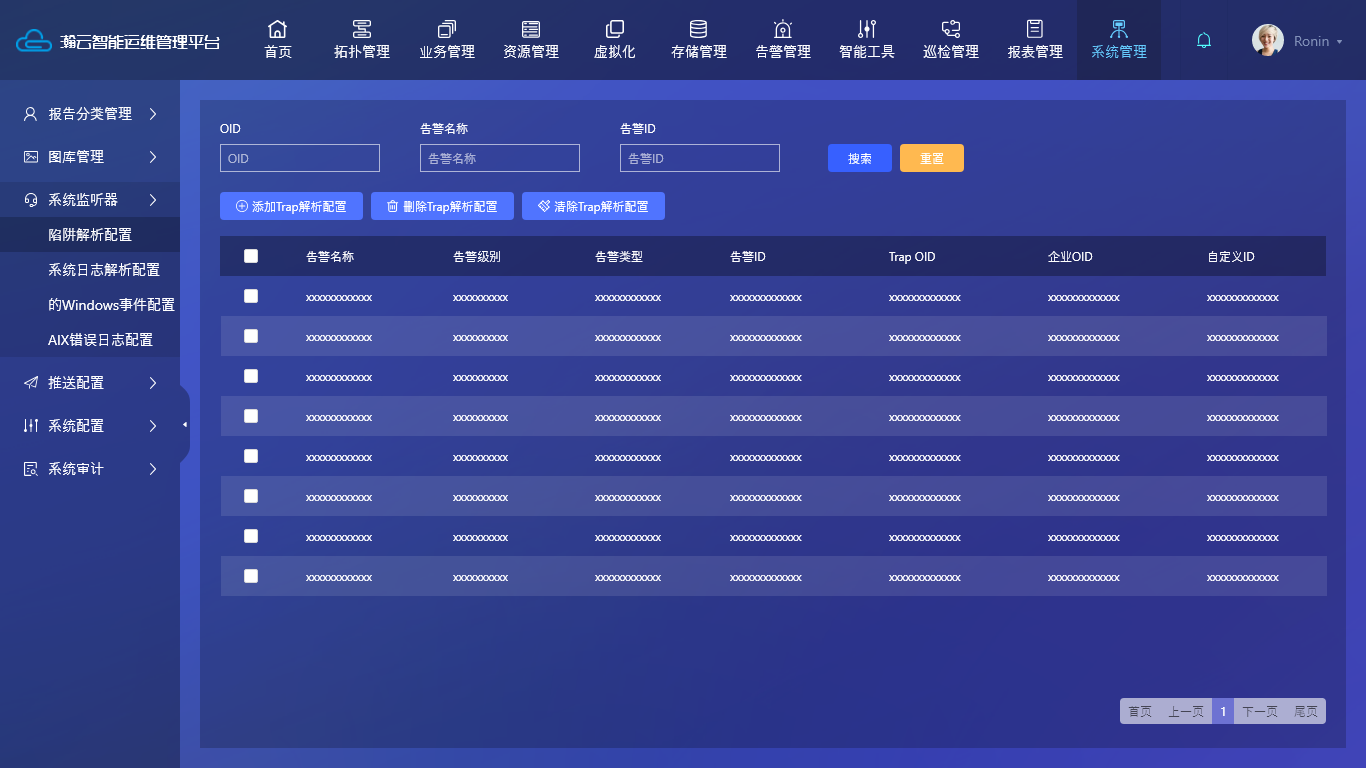 瀚云智能运维管理平台
首页 拓扑管理 业务管理 资源管理 虚拟化 存储管理 告警管理 智能工具 巡检管理 报表管理 系统管理 Ronin
报告分类管理
图库管理
系统监听器
陷阱解析配置
系统日志解析配置
的Windows事件配置
AIX错误日志配置
推送配置
系统配置
系统审计
OID 告警名称 告警ID
OID 告警名称 告警ID 搜索 重置
添加Trap解析配置 删除Trap解析配置 清除Trap解析配置
告警名称 告警级别 告警类型 告警ID Trap OID 企业OID 自定义ID
xxxxxxxxxxxx xxxxxxxxxx xxxxxxxxxxxx xxxxxxxxxxxxx xxxxxxxxxxxxx xxxxxxxxxxxxx xxxxxxxxxxxxx
xxxxxxxxxxxx xxxxxxxxxx xxxxxxxxxxxx xxxxxxxxxxxxx xxxxxxxxxxxxx xxxxxxxxxxxxx xxxxxxxxxxxxx
xxxxxxxxxxxx xxxxxxxxxx xxxxxxxxxxxx xxxxxxxxxxxxx xxxxxxxxxxxxx xxxxxxxxxxxxx xxxxxxxxxxxxx
xxxxxxxxxxxx xxxxxxxxxx xxxxxxxxxxxx xxxxxxxxxxxxx xxxxxxxxxxxxx xxxxxxxxxxxxx xxxxxxxxxxxxx
xxxxxxxxxxxx xxxxxxxxxx xxxxxxxxxxxx xxxxxxxxxxxxx xxxxxxxxxxxxx xxxxxxxxxxxxx xxxxxxxxxxxxx
xxxxxxxxxxxx xxxxxxxxxx xxxxxxxxxxxx xxxxxxxxxxxxx xxxxxxxxxxxxx xxxxxxxxxxxxx xxxxxxxxxxxxx
xxxxxxxxxxxx xxxxxxxxxx xxxxxxxxxxxx xxxxxxxxxxxxx xxxxxxxxxxxxx xxxxxxxxxxxxx xxxxxxxxxxxxx
xxxxxxxxxxxx xxxxxxxxxx xxxxxxxxxxxx xxxxxxxxxxxxx xxxxxxxxxxxxx xxxxxxxxxxxxx xxxxxxxxxxxxx
首页 上一页 1 下一页 尾页